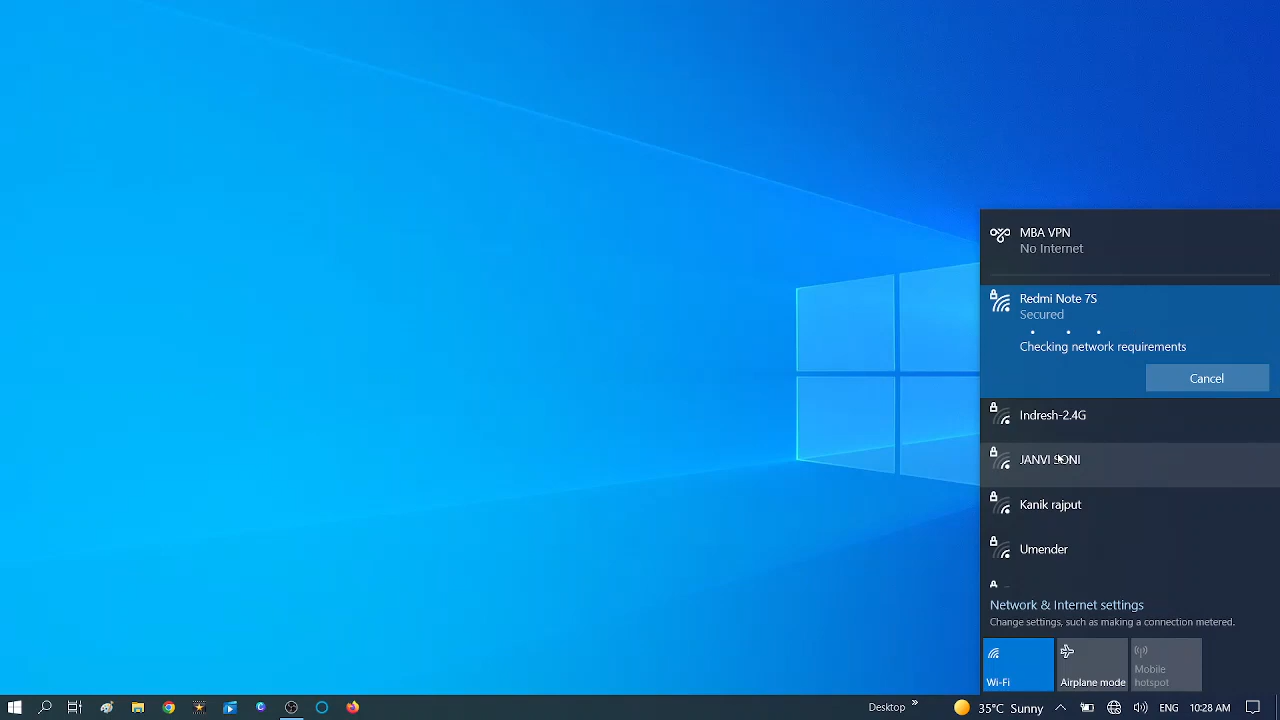 MBA VPN
No Internet
Redmi Note 7S
Secured
Checking network requirements
Cancel
Indresh-2.4G
JANVI SONI
Kanik rajput
Umender
Network & Internet settings
Change settings, such as making a connection metered.
Wi-Fi
Airplane mode
Mobile
hotspot
Desktop
35°C Sunny
ENG
10:28 AM